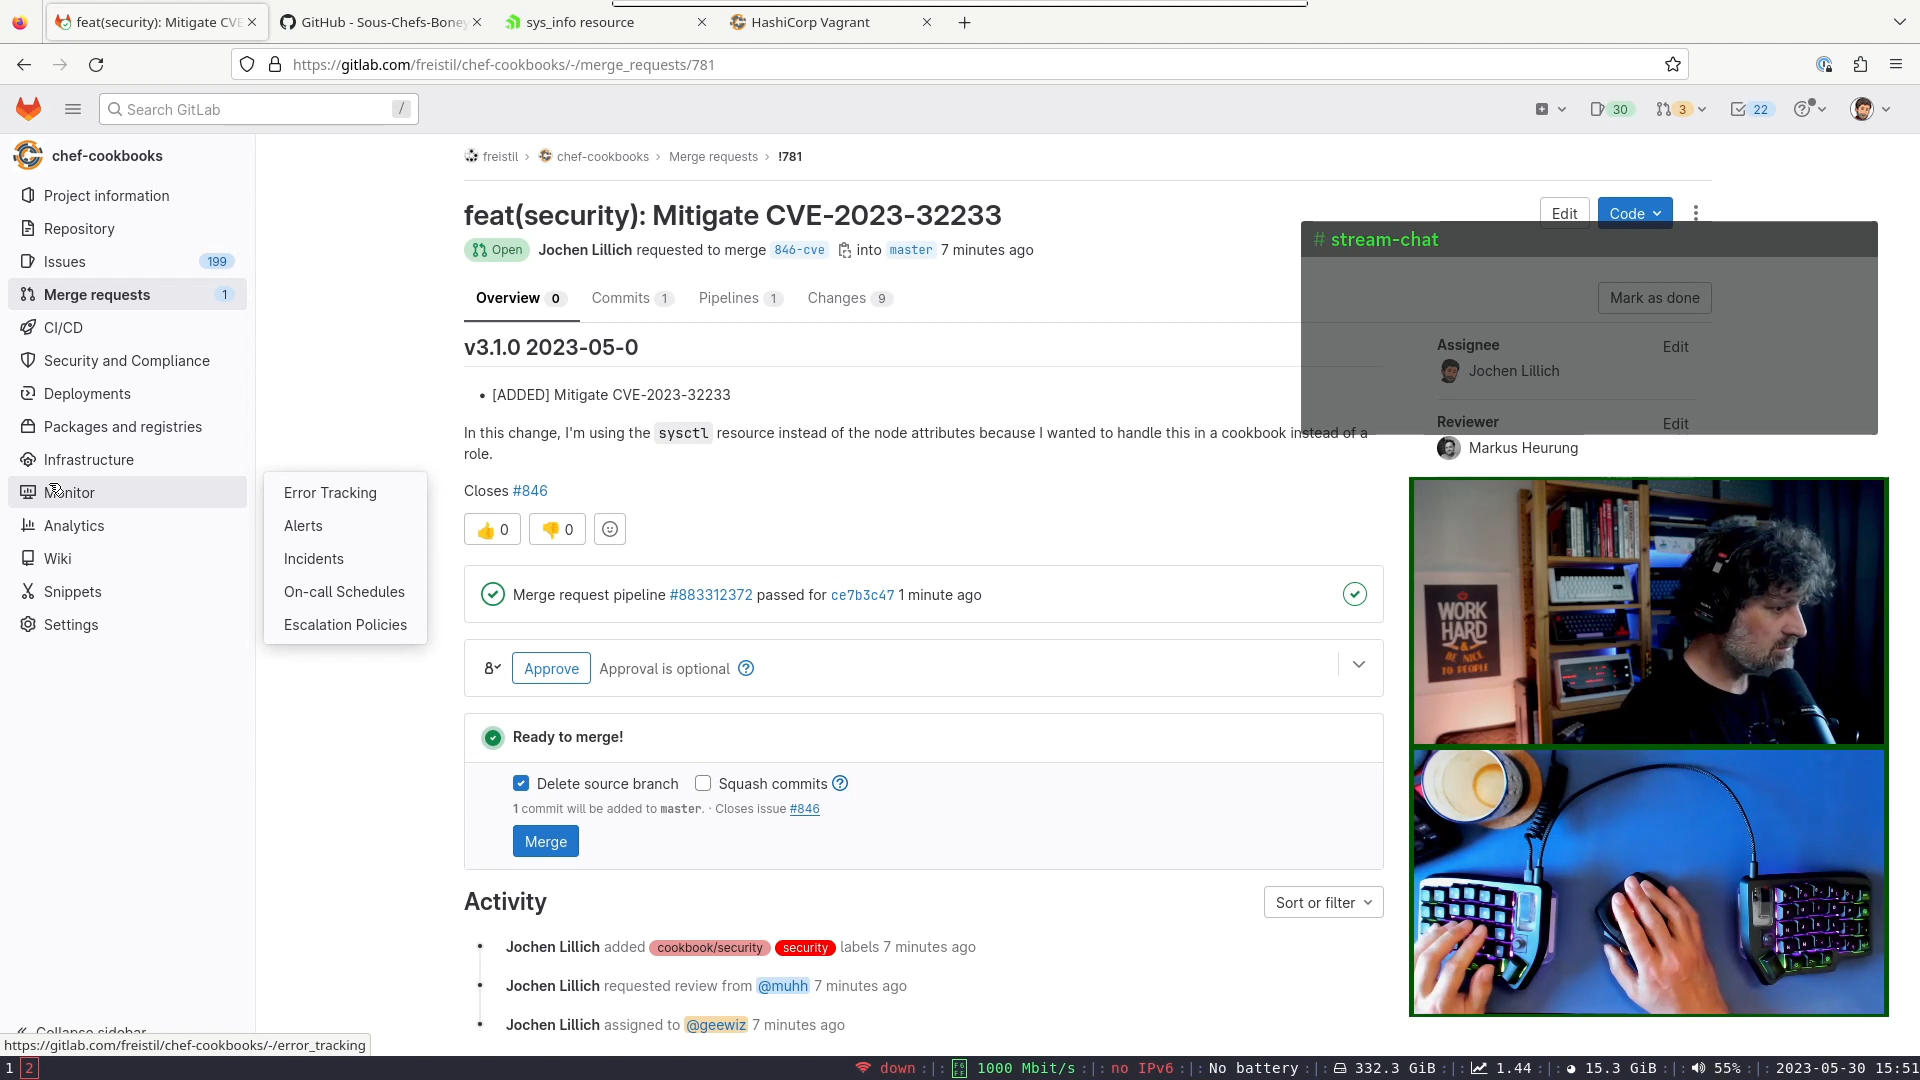 feat(security): Mitigate CVE
GitHub - Sous-Chefs-Boney
sys_info resource
HashiCorp Vagrant
https://gitlab.com/freistil/chef-cookbooks/-/merge_requests/781
Search GitLab
/
30
3
22
chef-cookbooks
Project information
Repository
Issues 199
Merge requests 1
CI/CD
Security and Compliance
Deployments
Packages and registries
Infrastructure
Monitor
Analytics
Wiki
Snippets
Settings
Collapse sidebar
https://gitlab.com/freistil/chef-cookbooks/-/error_tracking
Error Tracking
Alerts
Incidents
On-call Schedules
Escalation Policies
freistil › chef-cookbooks › Merge requests › !781
feat(security): Mitigate CVE-2023-32233
Edit
Code
Open Jochen Lillich requested to merge 846-cve into master 7 minutes ago
# stream-chat
Overview 0 Commits 1 Pipelines 1 Changes 9
Mark as done
v3.1.0 2023-05-0
• [ADDED] Mitigate CVE-2023-32233
In this change, I'm using the sysctl resource instead of the node attributes because I wanted to handle this in a cookbook instead of a
role.
Closes #846
👍 0 👎 0
Assignee Edit
Jochen Lillich
Reviewer Edit
Markus Heurung
Merge request pipeline #883312372 passed for ce7b3c47 1 minute ago
Approve Approval is optional
Ready to merge!
Delete source branch Squash commits
1 commit will be added to master. · Closes issue #846
Merge
Activity
Sort or filter
Jochen Lillich added cookbook/security security labels 7 minutes ago
Jochen Lillich requested review from @muhh 7 minutes ago
Jochen Lillich assigned to @geewiz 7 minutes ago
WORK
HARD
& BE NICE
TO PEOPLE
1 2
down :|: 1000 Mbit/s :|: no IPv6 :|: No battery :|: 332.3 GiB :|: 1.44 :|: 15.3 GiB :|: 55% :|: 2023-05-30 15:51